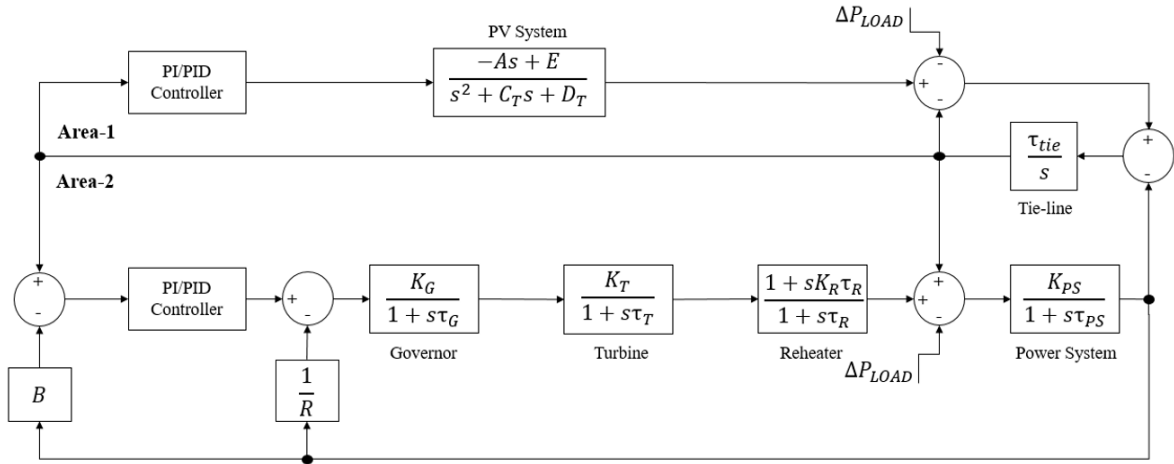 ΔP_LOAD
PV System
PI/PID
Controller
-As + E
s² + C_T s + D_T
-
+
-
Area-1
Area-2
τ_tie
s
Tie-line
+
-
+
-
PI/PID
Controller
+
-
K_G
1 + sτ_G
Governor
K_T
1 + sτ_T
Turbine
1 + sK_Rτ_R
1 + sτ_R
Reheater
+
+
-
ΔP_LOAD
K_PS
1 + sτ_PS
Power System
B
1
R